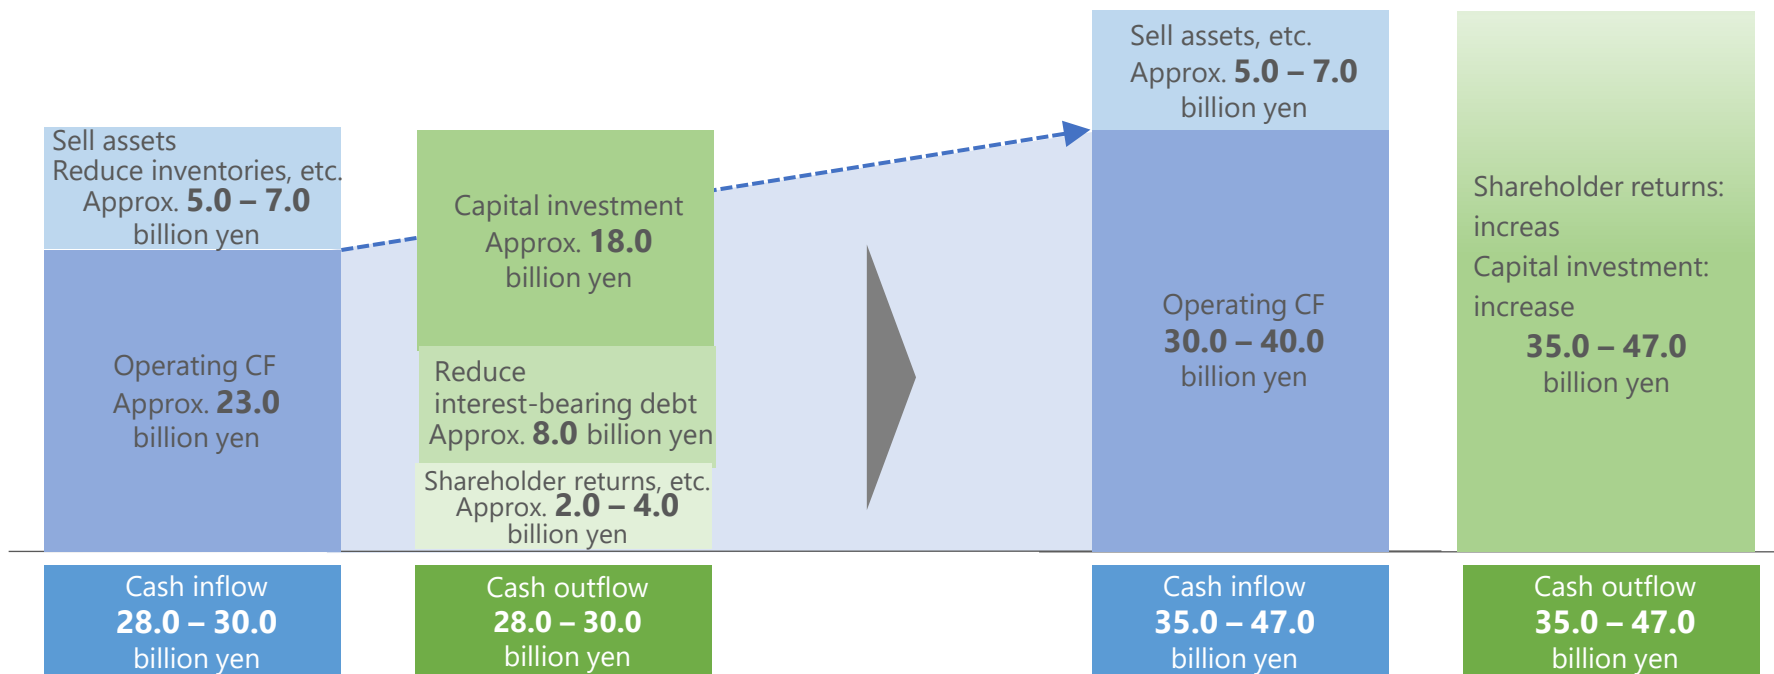 Sell assets
Reduce inventories, etc.
Approx. 5.0 – 7.0
billion yen
Operating CF
Approx. 23.0
billion yen
Cash inflow
28.0 – 30.0
billion yen
Capital investment
Approx. 18.0
billion yen
Reduce
interest-bearing debt
Approx. 8.0 billion yen
Shareholder returns, etc.
Approx. 2.0 – 4.0
billion yen
Cash outflow
28.0 – 30.0
billion yen
Sell assets, etc.
Approx. 5.0 – 7.0
billion yen
Operating CF
30.0 – 40.0
billion yen
Cash inflow
35.0 – 47.0
billion yen
Shareholder returns:
increas
Capital investment:
increase
35.0 – 47.0
billion yen
Cash outflow
35.0 – 47.0
billion yen